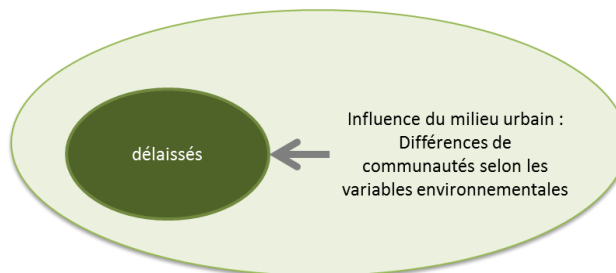 délaissés
Influence du milieu urbain :
Différences de
communautés selon les
variables environnementales